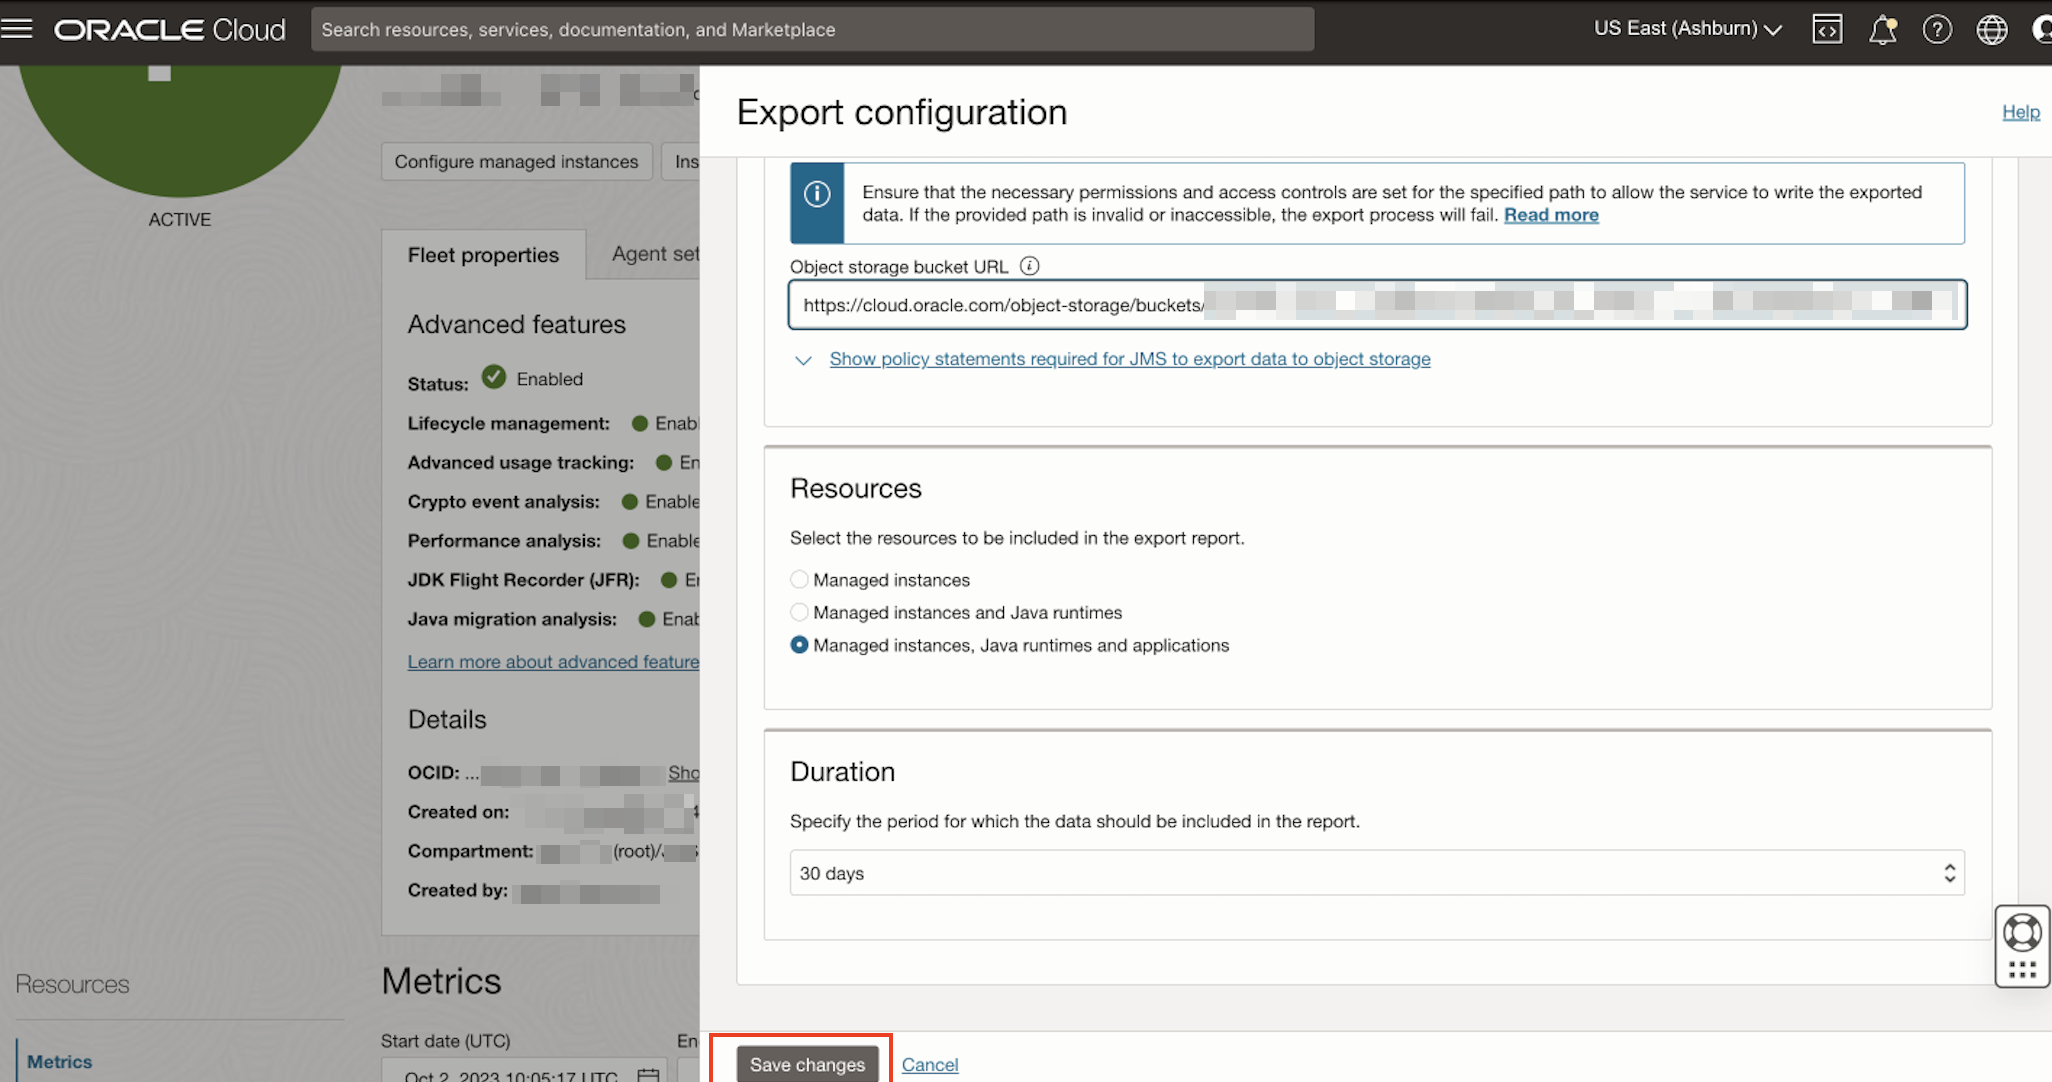 ORACLE Cloud
Search resources, services, documentation, and Marketplace
US East (Ashburn)
ACTIVE
Configure managed instances
Ins
Fleet properties
Agent set
Advanced features
Status: Enabled
Lifecycle management: Enabl
Advanced usage tracking: En
Crypto event analysis: Enable
Performance analysis: Enable
JDK Flight Recorder (JFR): En
Java migration analysis: Enab
Learn more about advanced feature
Details
OCID: ... Sho
Created on:
Compartment: (root)/
Created by:
Resources
Metrics
Metrics
Start date (UTC)
En
Oct 2, 2023 10:05:17 UTC
Export configuration
Help
Ensure that the necessary permissions and access controls are set for the specified path to allow the service to write the exported
data. If the provided path is invalid or inaccessible, the export process will fail. Read more
Object storage bucket URL
https://cloud.oracle.com/object-storage/buckets/
Show policy statements required for JMS to export data to object storage
Resources
Select the resources to be included in the export report.
Managed instances
Managed instances and Java runtimes
Managed instances, Java runtimes and applications
Duration
Specify the period for which the data should be included in the report.
30 days
Save changes
Cancel